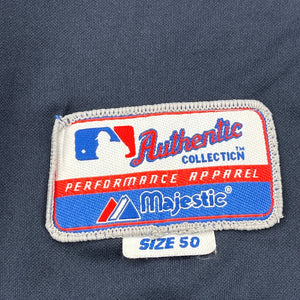 Authentic
COLLECTION™
PERFORMANCE APPAREL
Majestic®
SIZE 50